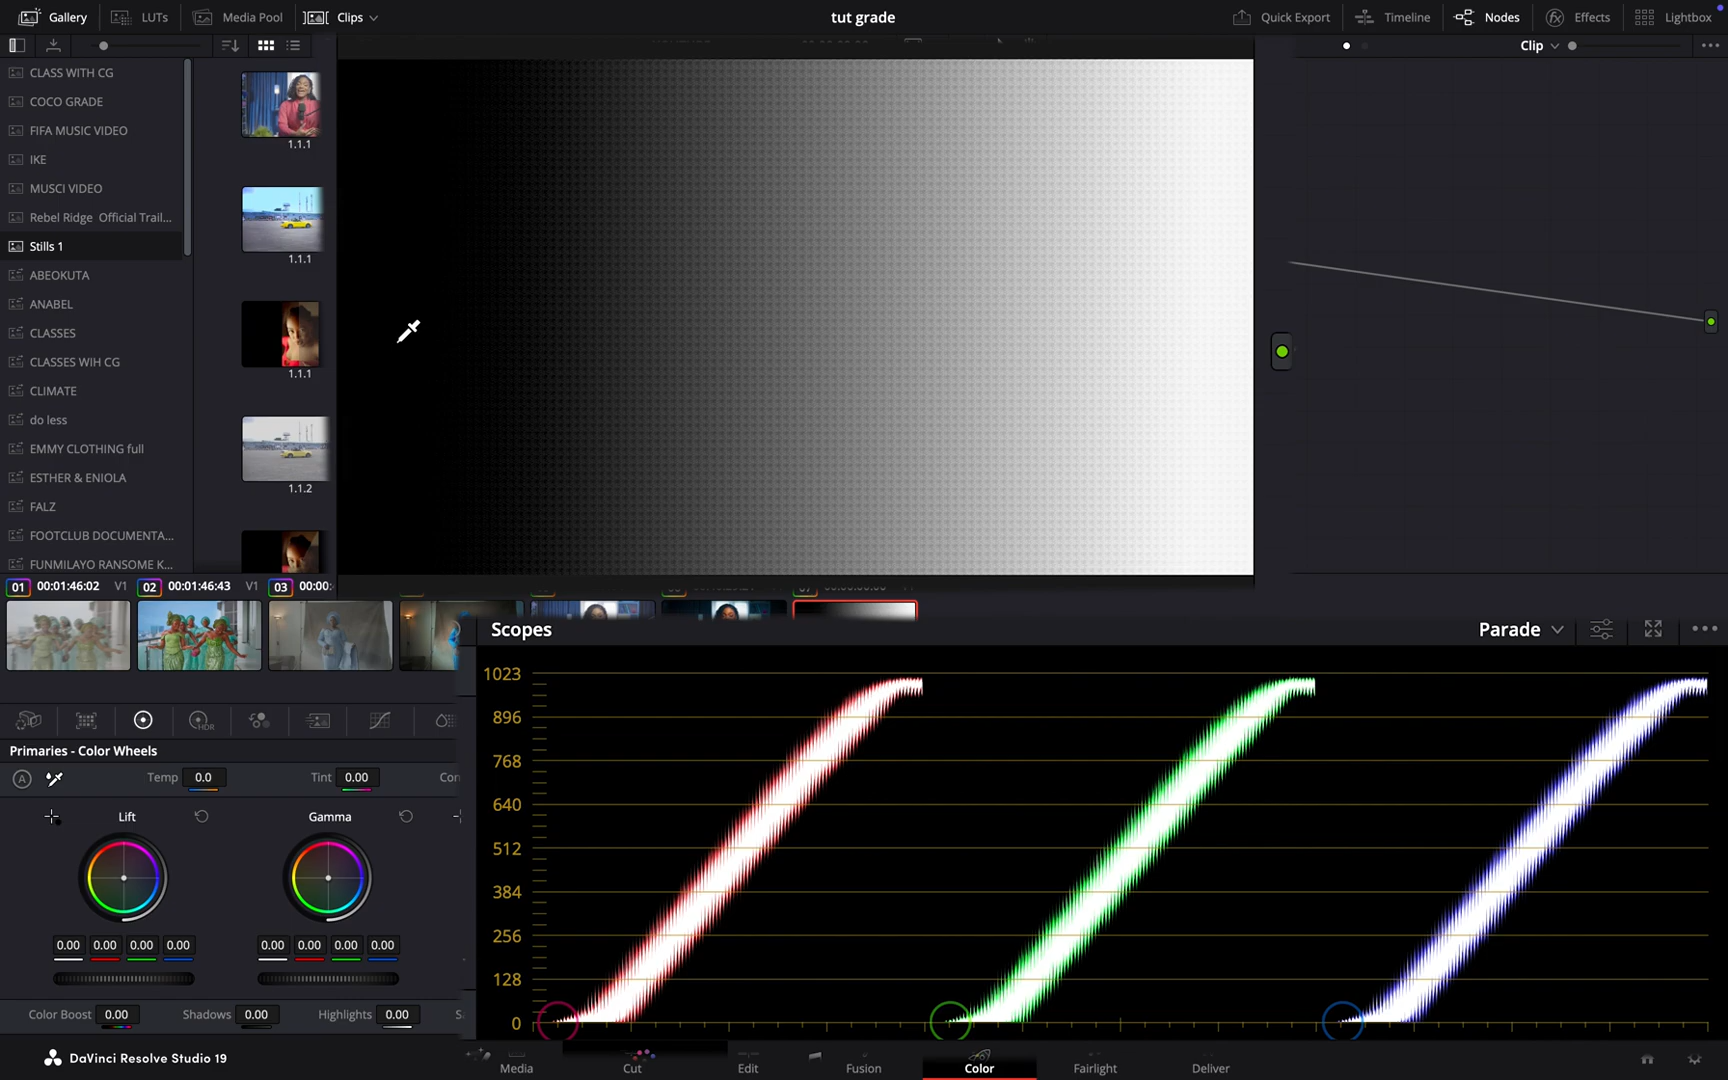 Gallery LUTs Media Pool Clips tut grade Quick Export Timeline Nodes Effects Lightbox
Clip
CLASS WITH CG
COCO GRADE
FIFA MUSIC VIDEO
IKE
MUSCI VIDEO
Rebel Ridge Official Trail...
Stills 1
ABEOKUTA
ANABEL
CLASSES
CLASSES WIH CG
CLIMATE
do less
EMMY CLOTHING full
ESTHER & ENIOLA
FALZ
FOOTCLUB DOCUMENTA...
FUNMILAYO RANSOME K...
1.1.1
1.1.1
1.1.1
1.1.2
01 00:01:46:02 V1 02 00:01:46:43 V1 03 00:00:
Scopes Parade
1023
896
768
640
512
384
256
128
0
HDR
Primaries - Color Wheels
A Temp 0.0 Tint 0.00 Con
Lift Gamma
0.00 0.00 0.00 0.00 0.00 0.00 0.00 0.00
Color Boost 0.00 Shadows 0.00 Highlights 0.00
DaVinci Resolve Studio 19
Media Cut Edit Fusion Color Fairlight Deliver